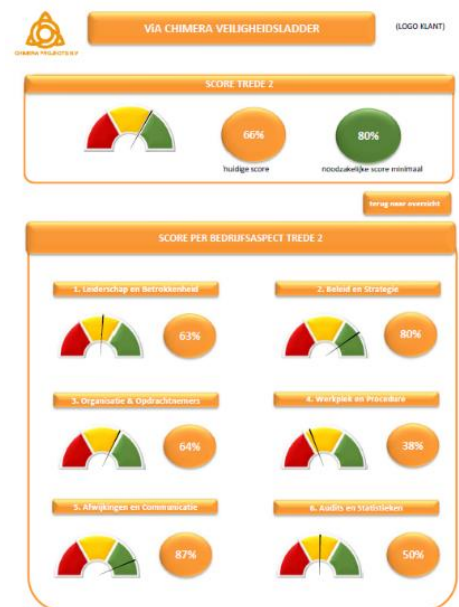 VIA CHIMERA VEILIGHEIDSLADDER
(LOGO KLANT)
CHIMERA PROJECTS B.V
SCORE TREDE 2
66%
80%
huidige score
noodzakelijke score minimaal
terug naar overzicht
SCORE PER BEDRIJFSASPECT TREDE 2
1. Leiderschap en Betrokkenheid
2. Beleid en Strategie
63%
80%
3. Organisatie & Opdrachtnemers
4. Werkplek en Procedure
64%
38%
5. Afwijkingen en Communicatie
6. Audits en Statistieken
87%
50%